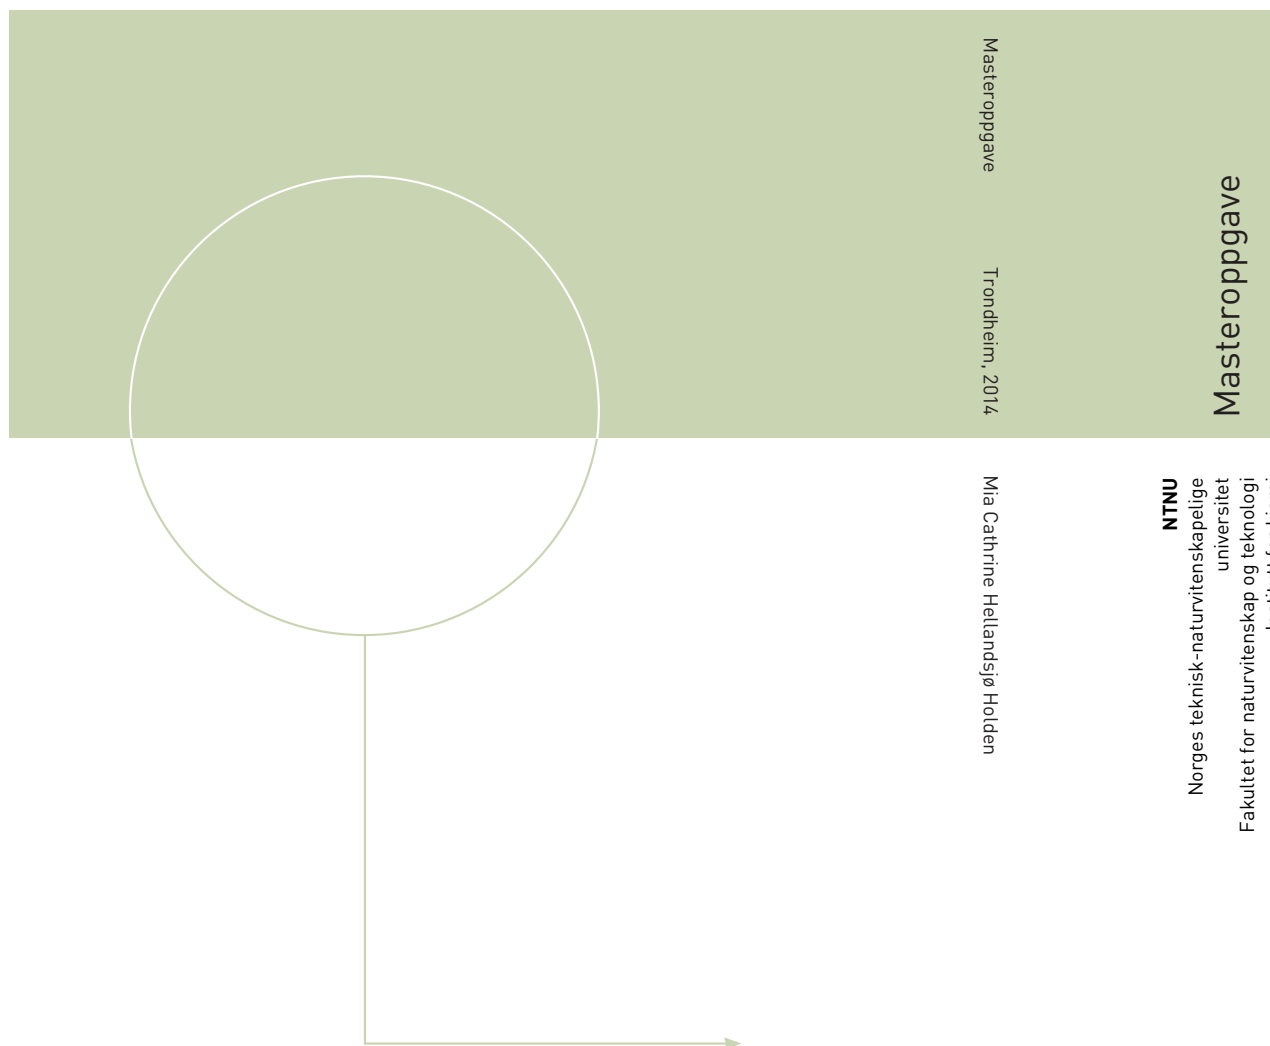 Masteroppgave
Trondheim, 2014
Mia Cathrine Hellandsjø Holden
Masteroppgave
NTNU
Norges teknisk-naturvitenskapelige
universitet
Fakultet for naturvitenskap og teknologi